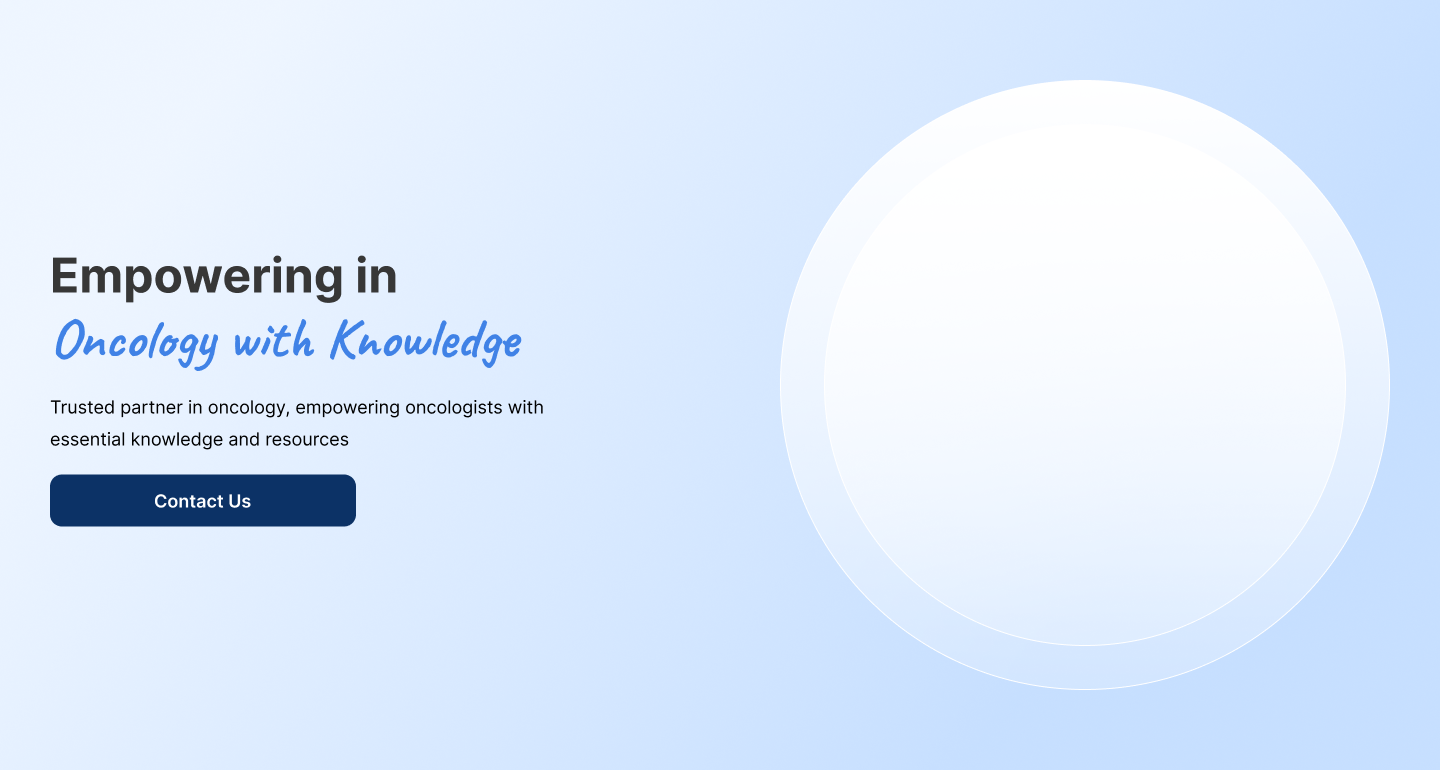 Empowering in
Oncology with Knowledge
Trusted partner in oncology, empowering oncologists with
essential knowledge and resources
Contact Us